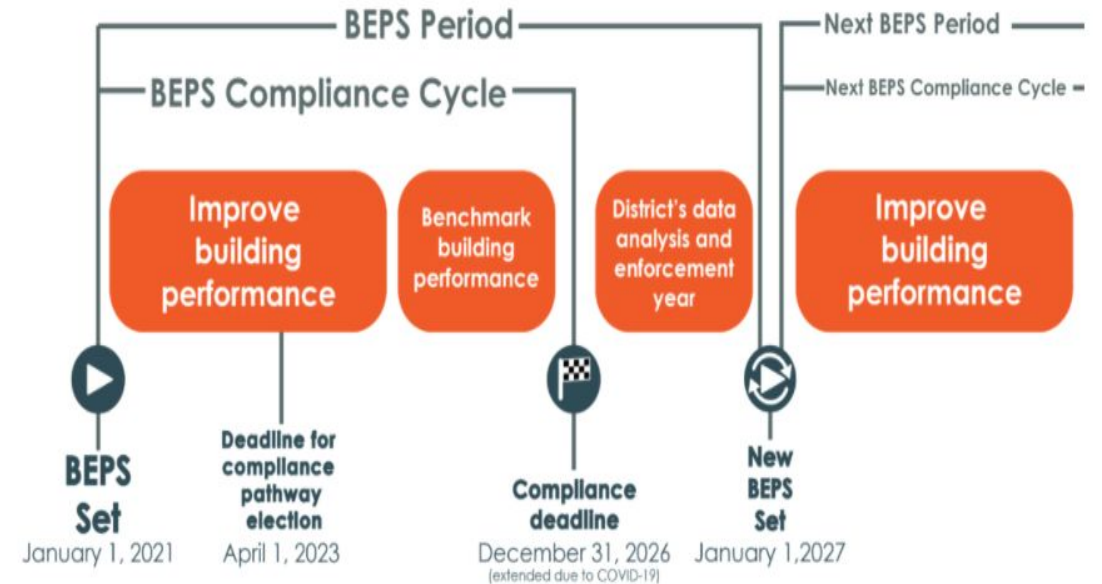 BEPS Period
Next BEPS Period
BEPS Compliance Cycle
Next BEPS Compliance Cycle
Improve
building
performance
Benchmark
building
performance
District's data
analysis and
enforcement
year
Improve
building
performance
BEPS
Set
January 1, 2021
Deadline for
compliance
pathway
election
April 1, 2023
Compliance
deadline
December 31, 2026
(extended due to COVID-19)
New
BEPS
Set
January 1,2027